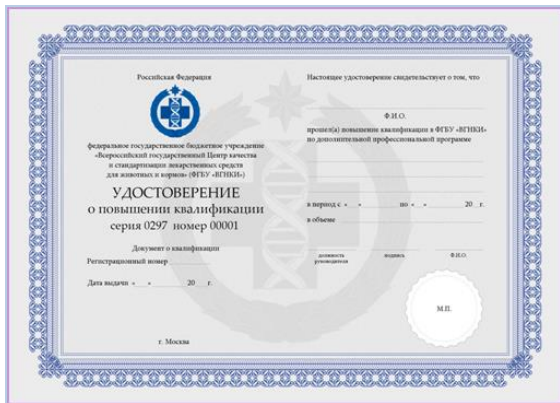 Российская Федерация
федеральное государственное бюджетное учреждение
«Всероссийский государственный Центр качества
и стандартизации лекарственных средств
для животных и кормов» (ФГБУ «ВГНКИ»)
УДОСТОВЕРЕНИЕ
о повышении квалификации
серия 0297 номер 00001
Документ о квалификации
Регистрационный номер
Дата выдачи « » 20 г.
г. Москва
Настоящее удостоверение свидетельствует о том, что
Ф.И.О.
прошел(а) повышение квалификации в ФГБУ «ВГНКИ»
по дополнительной профессиональной программе
в период с « » по « » 20 г.
в объеме
должность подпись Ф.И.О.
руководителя
М.П.